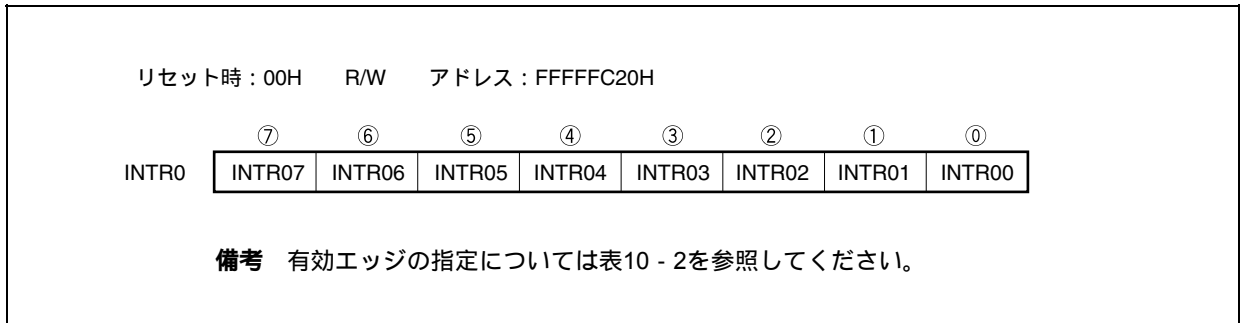 リセット時：00H R/W アドレス：FFFFFC20H
⑦ ⑥ ⑤ ④ ③ ② ① ⓪
INTR0 INTR07 INTR06 INTR05 INTR04 INTR03 INTR02 INTR01 INTR00
備考 有効エッジの指定については表10 - 2を参照してください。